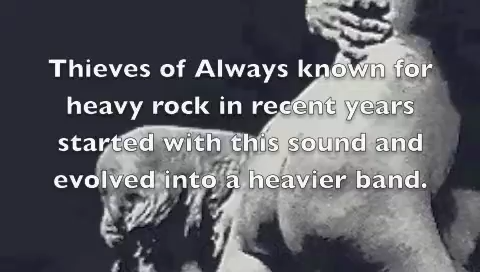 Thieves of Always known for
heavy rock in recent years
started with this sound and
evolved into a heavier band.